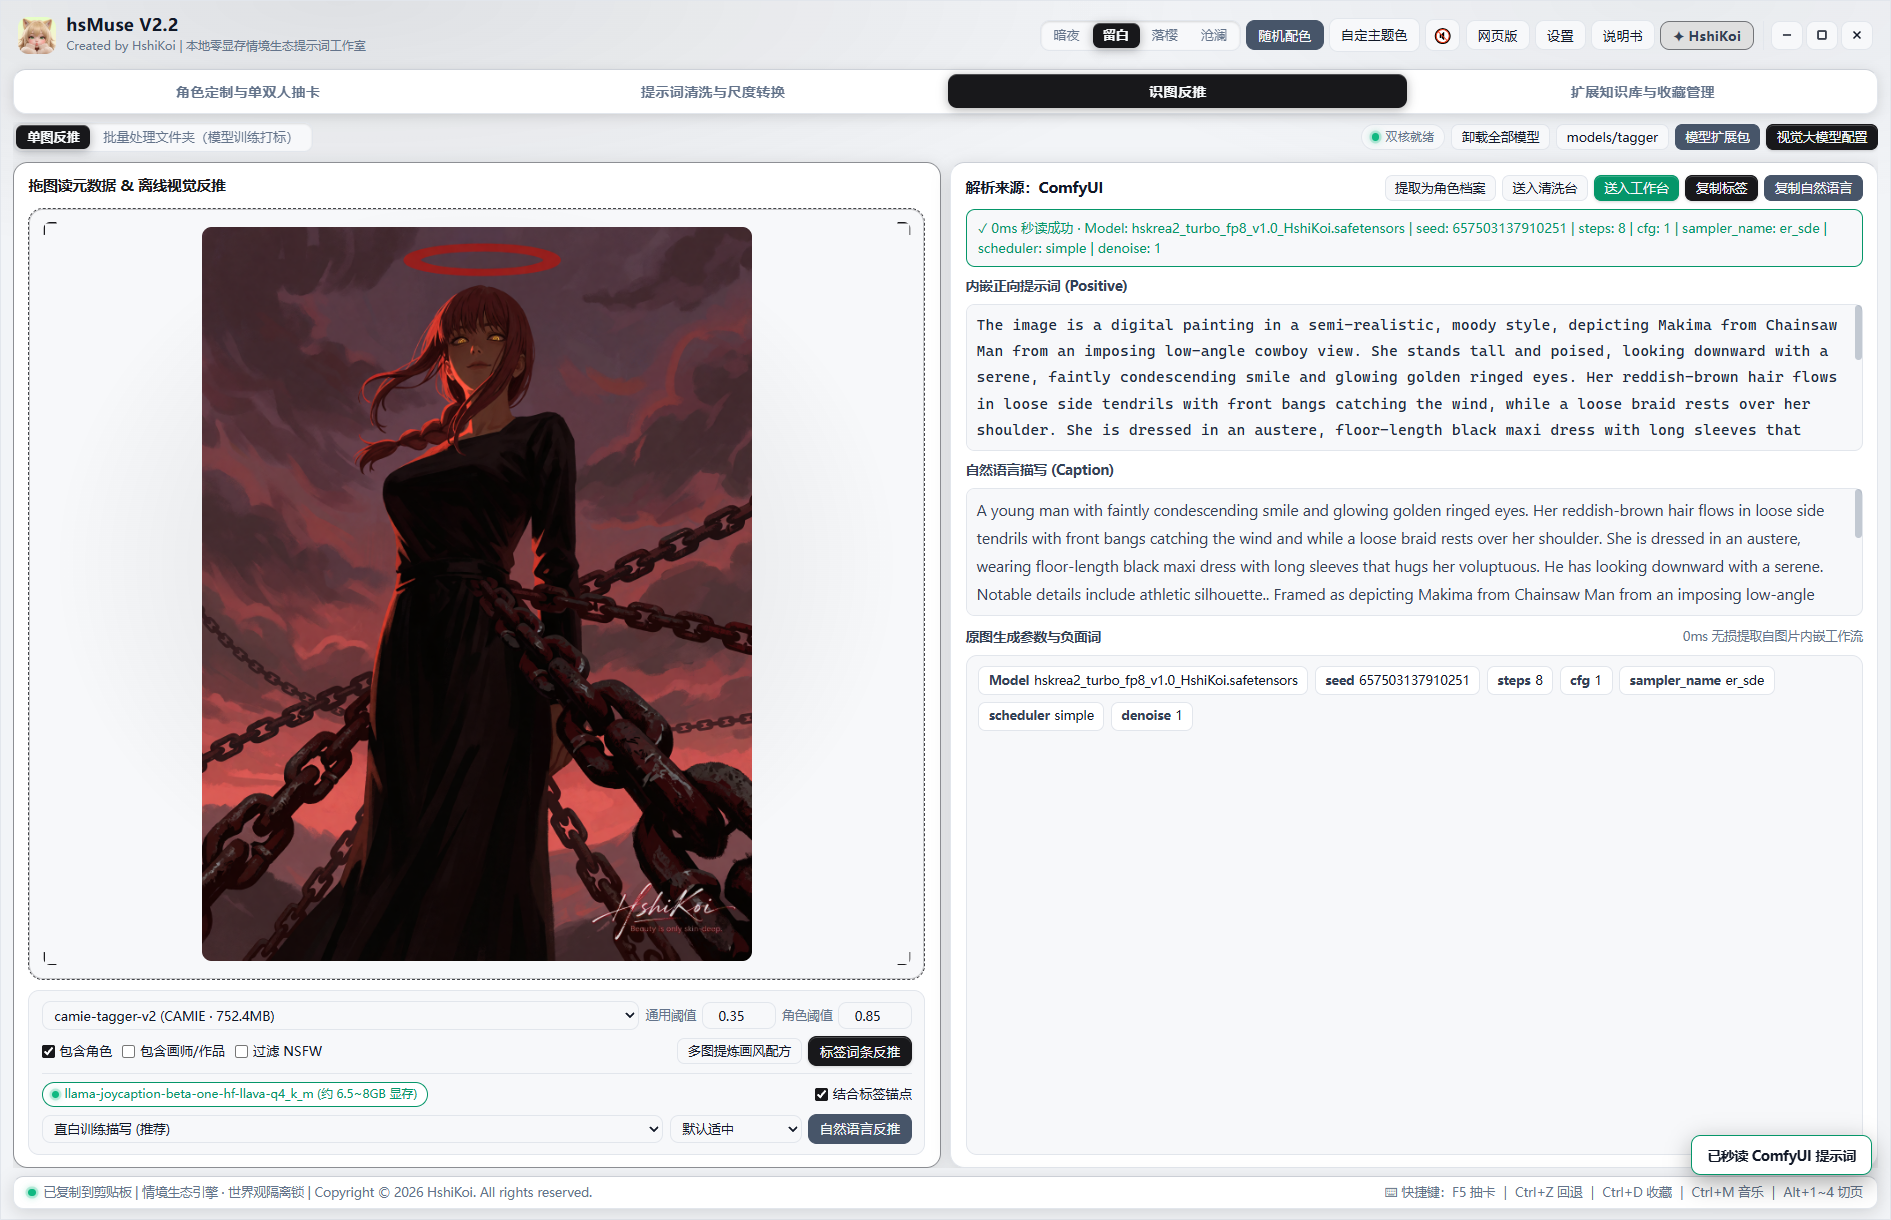 hsMuse V2.2
Created by HshiKoi | 本地零显存情境生态提示词工作室
暗夜 留白 落樱 沧澜 随机配色 自定主题色 网页版 设置 说明书 ✦ HshiKoi
角色定制与单双人抽卡 提示词清洗与尺度转换 识图反推 扩展知识库与收藏管理
单图反推 批量处理文件夹（模型训练打标）
双核就绪 卸载全部模型 models/tagger 模型扩展包 视觉大模型配置
拖图读元数据 & 离线视觉反推
HshiKoi
Beauty is only skin-deep.
camie-tagger-v2 (CAMIE · 752.4MB) 通用阈值 0.35 角色阈值 0.85
包含角色 包含画师/作品 过滤 NSFW 多图提炼画风配方 标签词条反推
llama-joycaption-beta-one-hf-llava-q4_k_m (约 6.5~8GB 显存) 结合标签锚点
直白训练描写 (推荐) 默认适中 自然语言反推
解析来源：ComfyUI 提取为角色档案 送入清洗台 送入工作台 复制标签 复制自然语言
✓ 0ms 秒读成功 · Model: hskrea2_turbo_fp8_v1.0_HshiKoi.safetensors | seed: 657503137910251 | steps: 8 | cfg: 1 | sampler_name: er_sde |
scheduler: simple | denoise: 1
内嵌正向提示词 (Positive)
The image is a digital painting in a semi-realistic, moody style, depicting Makima from Chainsaw
Man from an imposing low-angle cowboy view. She stands tall and poised, looking downward with a
serene, faintly condescending smile and glowing golden ringed eyes. Her reddish-brown hair flows
in loose side tendrils with front bangs catching the wind, while a loose braid rests over her
shoulder. She is dressed in an austere, floor-length black maxi dress with long sleeves that
自然语言描写 (Caption)
A young man with faintly condescending smile and glowing golden ringed eyes. Her reddish-brown hair flows in loose side
tendrils with front bangs catching the wind and while a loose braid rests over her shoulder. She is dressed in an austere,
wearing floor-length black maxi dress with long sleeves that hugs her voluptuous. He has looking downward with a serene.
Notable details include athletic silhouette.. Framed as depicting Makima from Chainsaw Man from an imposing low-angle
原图生成参数与负面词 0ms 无损提取自图片内嵌工作流
Model hskrea2_turbo_fp8_v1.0_HshiKoi.safetensors seed 657503137910251 steps 8 cfg 1 sampler_name er_sde
scheduler simple denoise 1
已秒读 ComfyUI 提示词
已复制到剪贴板 | 情境生态引擎 · 世界观隔离锁 | Copyright © 2026 HshiKoi. All rights reserved.
快捷键：F5 抽卡 | Ctrl+Z 回退 | Ctrl+D 收藏 | Ctrl+M 音乐 | Alt+1~4 切页